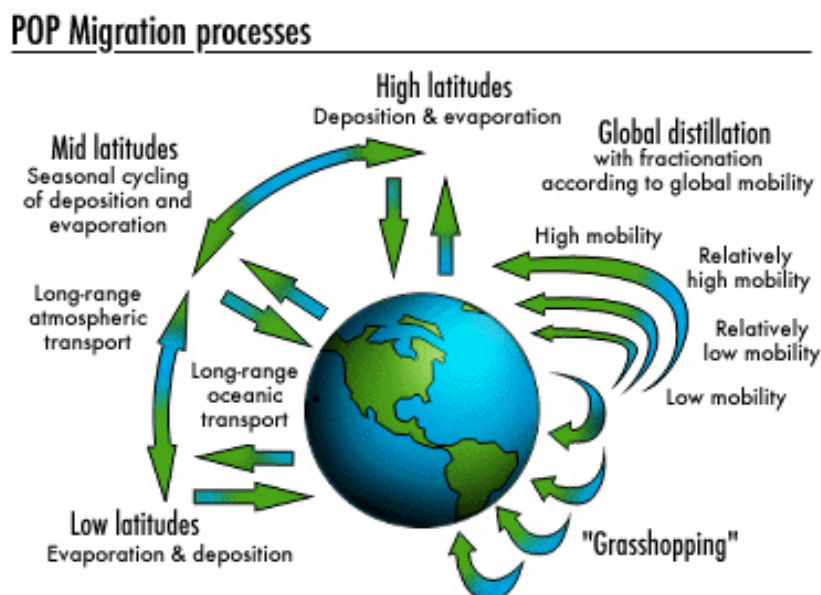 POP Migration processes
High latitudes
Deposition & evaporation
Mid latitudes
Seasonal cycling
of deposition and
evaporation
Global distillation
with fractionation
according to global mobility
High mobility
Relatively
high mobility
Long-range
atmospheric
transport
Relatively
low mobility
Long-range
oceanic
transport
Low mobility
Low latitudes
Evaporation & deposition
"Grasshopping"